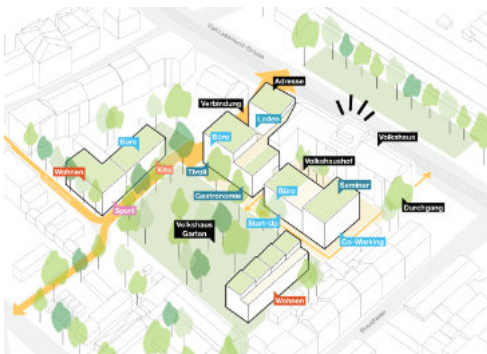 Adresse
Verbindung
Laden
Büro
Volkshaus
Büro
Wohnen
Kita
Tivoli
Volkshaushof
Büro
Seminar
Gastronomie
Sport
Durchgang
Volkshaus
Garten
Start-Up
Co-Working
Wohnen